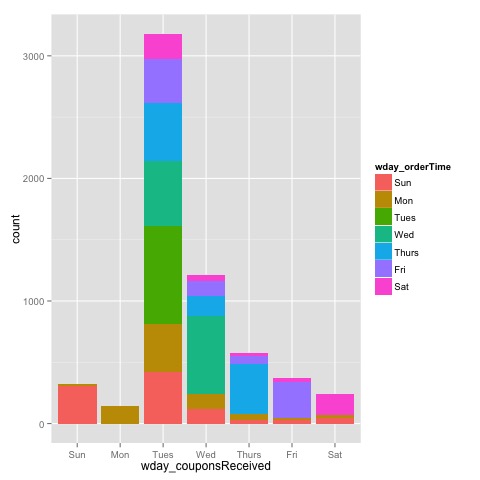 3000
2000
1000
0
count
Sun Mon Tues Wed Thurs Fri Sat
wday_couponsReceived
wday_orderTime
Sun
Mon
Tues
Wed
Thurs
Fri
Sat